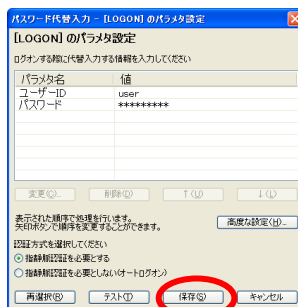 パスワード代替入力 - [LOGON] のパラメタ設定
[LOGON] のパラメタ設定
ログオンする際に代替入力する情報を入力してください
パラメタ名 値
ユーザーID user
パスワード *********
変更(C)... 削除(D) ↑(U) ↓(L)
表示された順序で処理を行います。
矢印ボタンで順序を変更することができます。
高度な設定(H)...
認証方式を選択してください
指静脈認証を必要とする
指静脈認証を必要としない(オートログオン)
再選択(R) テスト(T) 保存(S) キャンセル